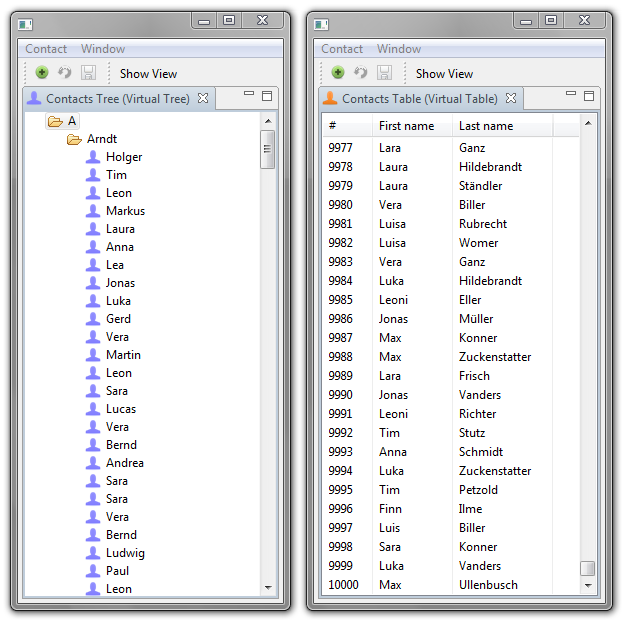 Contact Window
Show View
Contacts Tree (Virtual Tree)
A
Arndt
Holger
Tim
Leon
Markus
Laura
Anna
Lea
Jonas
Luka
Gerd
Vera
Martin
Leon
Sara
Lucas
Vera
Bernd
Andrea
Sara
Sara
Vera
Bernd
Ludwig
Paul
Leon
Contact Window
Show View
Contacts Table (Virtual Table)
# First name Last name
9977 Lara Ganz
9978 Laura Hildebrandt
9979 Laura Ständler
9980 Vera Biller
9981 Luisa Rubrecht
9982 Luisa Womer
9983 Vera Ganz
9984 Luka Hildebrandt
9985 Leoni Eller
9986 Jonas Müller
9987 Max Konner
9988 Max Zuckenstatter
9989 Lara Frisch
9990 Jonas Vanders
9991 Leoni Richter
9992 Tim Stutz
9993 Anna Schmidt
9994 Luka Zuckenstatter
9995 Tim Petzold
9996 Finn Ilme
9997 Luis Biller
9998 Sara Konner
9999 Luka Vanders
10000 Max Ullenbusch